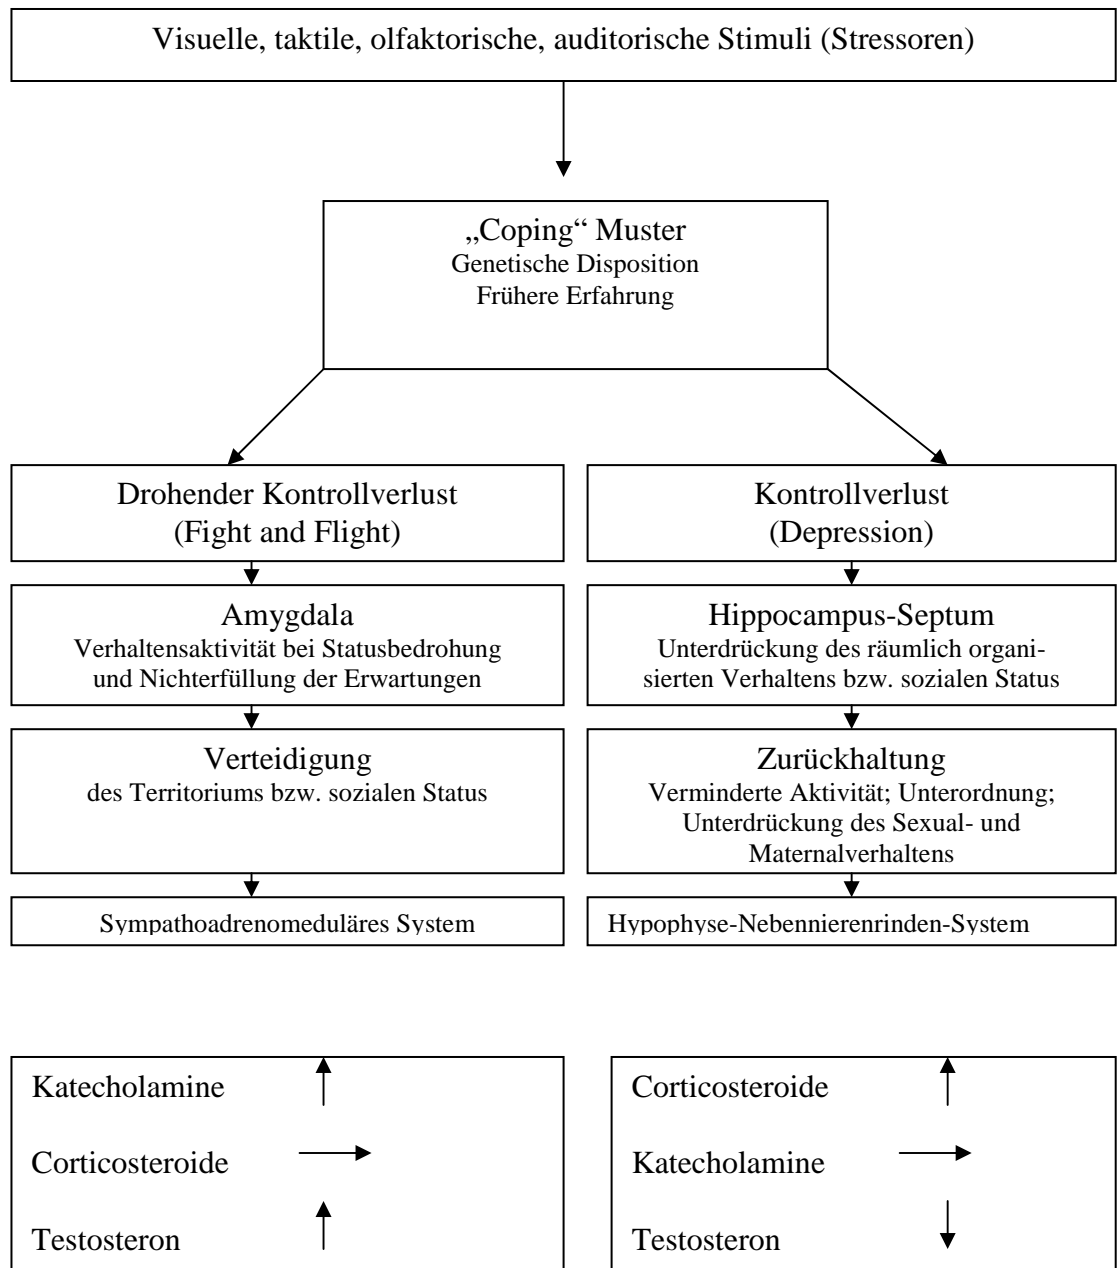 Visuelle, taktile, olfaktorische, auditorische Stimuli (Stressoren)
„Coping“ Muster
Genetische Disposition
Frühere Erfahrung
Drohender Kontrollverlust
(Fight and Flight)
Kontrollverlust
(Depression)
Amygdala
Verhaltensaktivität bei Statusbedrohung
und Nichterfüllung der Erwartungen
Hippocampus-Septum
Unterdrückung des räumlich organi-
sierten Verhaltens bzw. sozialen Status
Verteidigung
des Territoriums bzw. sozialen Status
Zurückhaltung
Verminderte Aktivität; Unterordnung;
Unterdrückung des Sexual- und
Maternalverhaltens
Sympathoadrenomeduläres System
Hypophyse-Nebennierenrinden-System
Katecholamine
Corticosteroide
Testosteron
Corticosteroide
Katecholamine
Testosteron